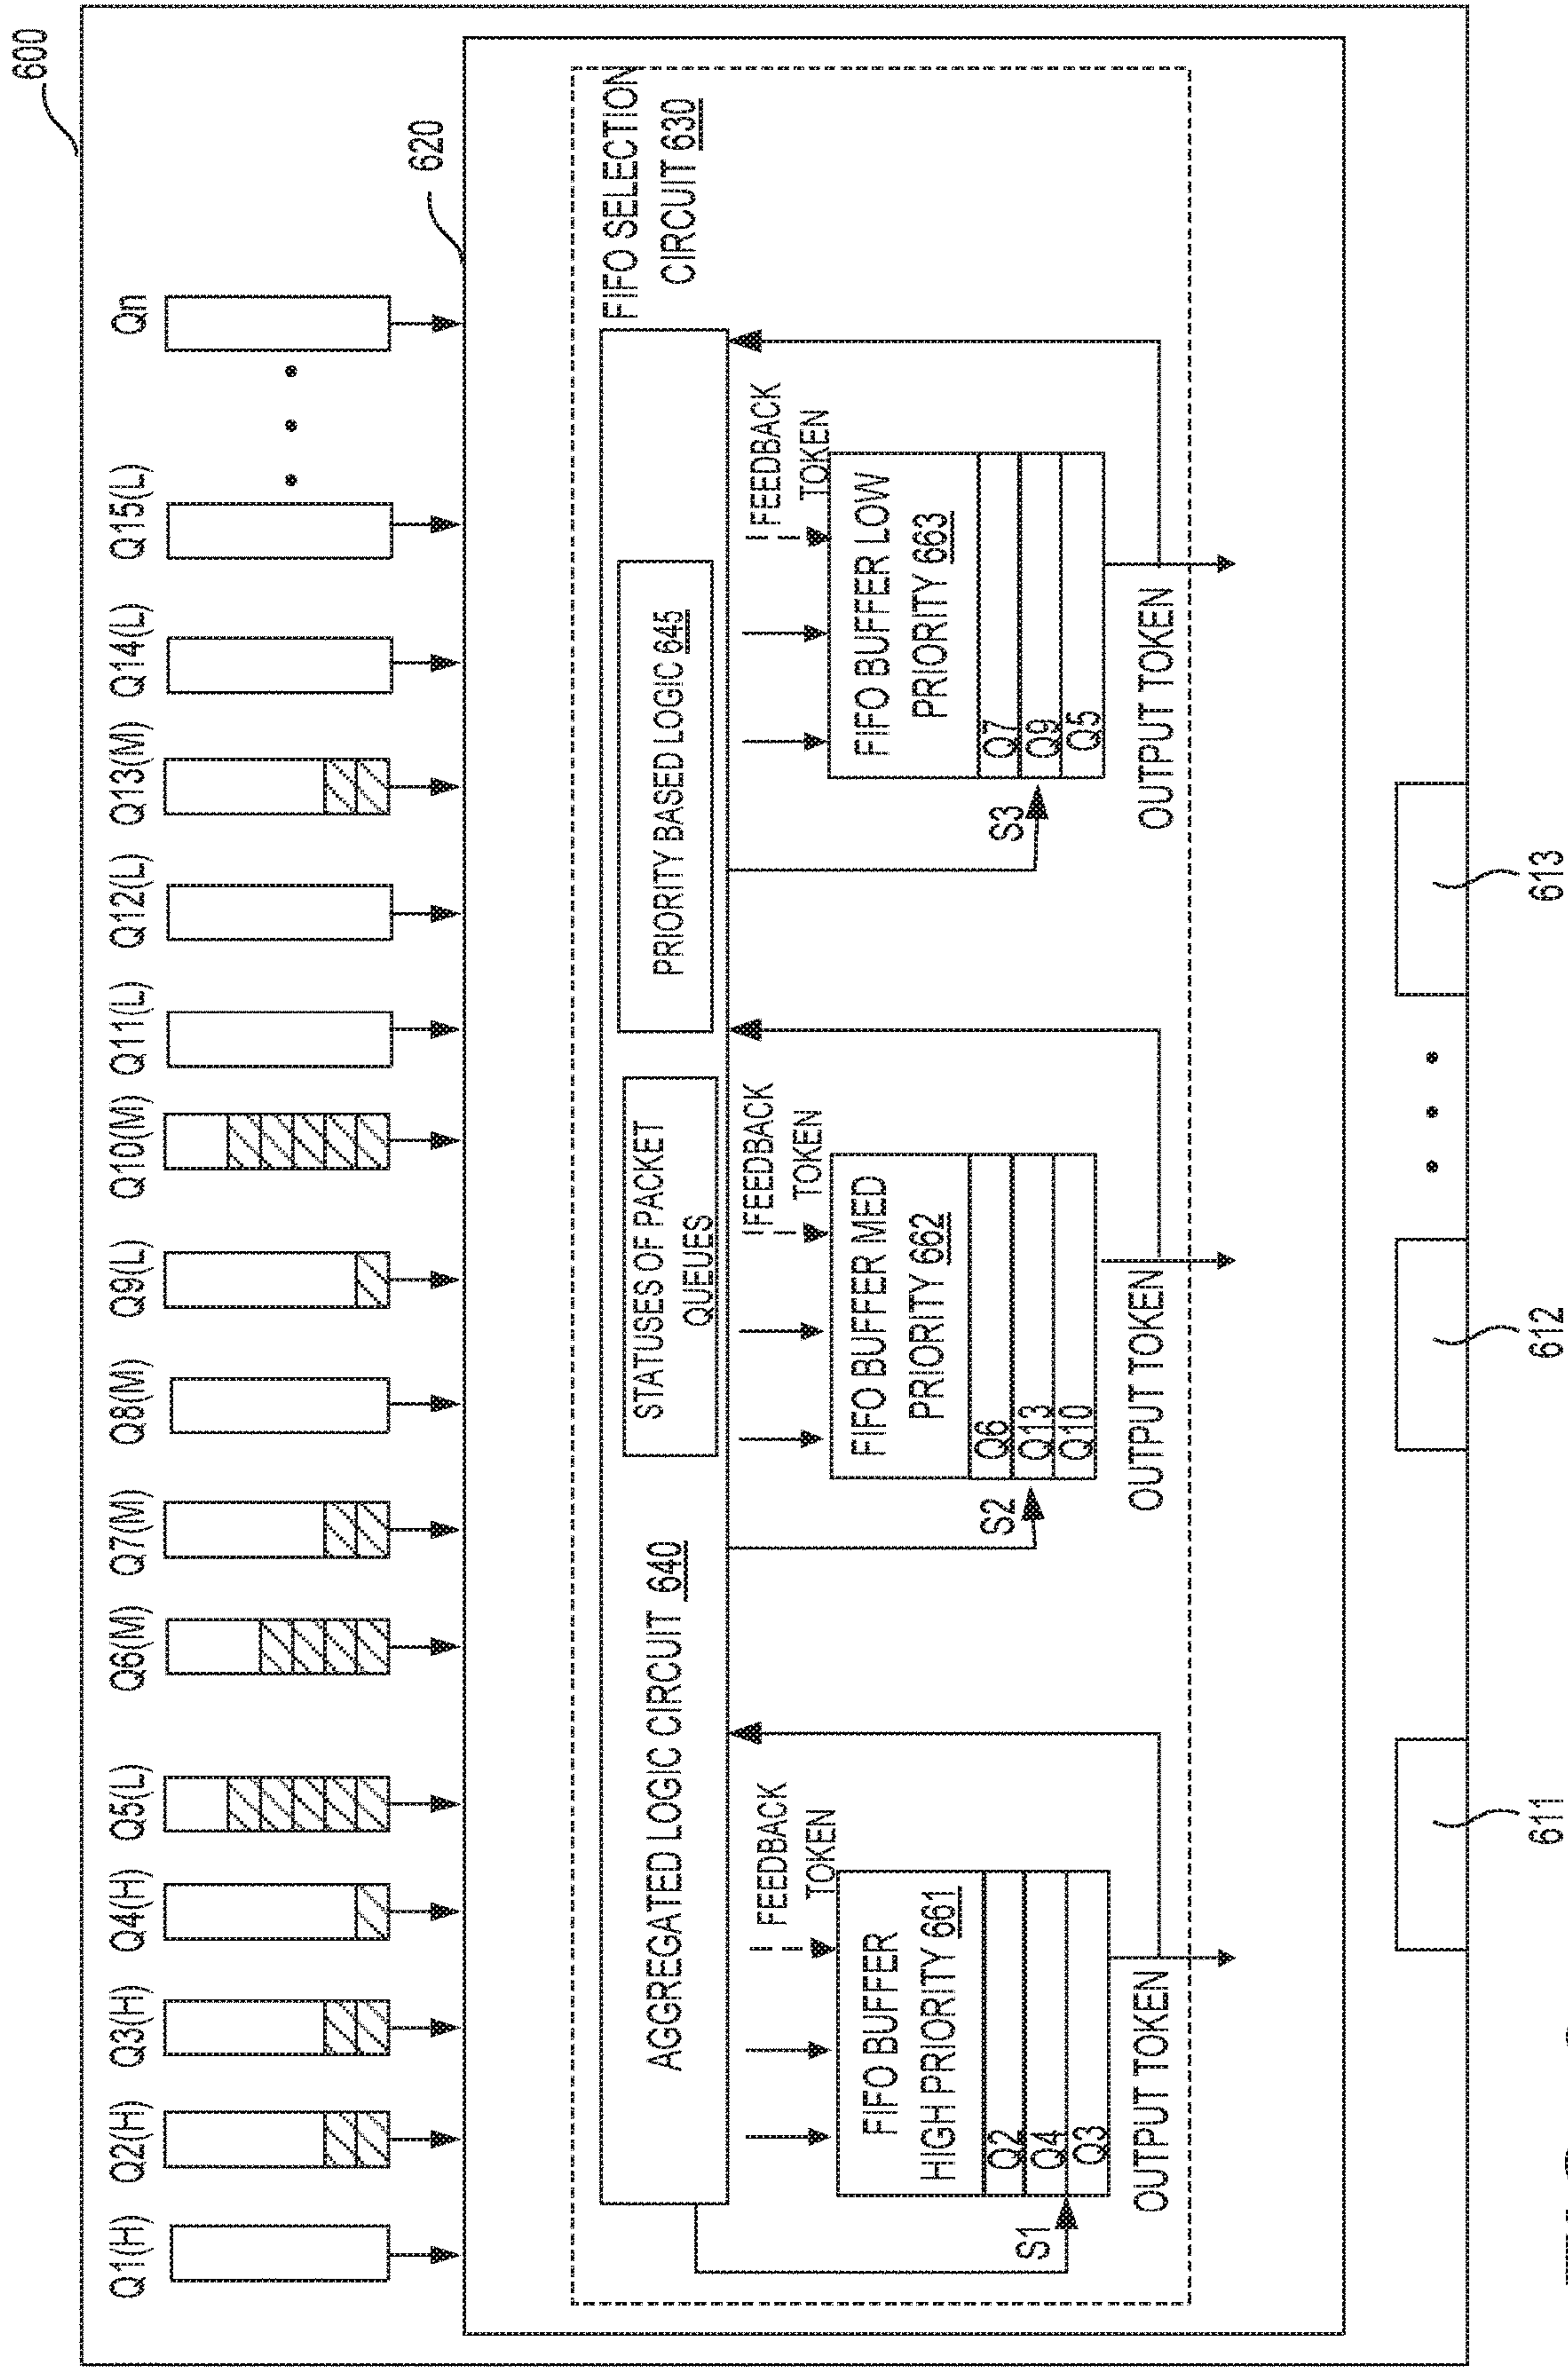 600
Q1(H) Q2(H) Q3(H) Q4(H) Q5(L) Q6(M) Q7(M) Q8(M) Q9(L) Q10(M) Q11(L) Q12(L) Q13(M) Q14(L) Q15(L) Qn
620
FIFO SELECTION
CIRCUIT 630
AGGREGATED LOGIC CIRCUIT 640
STATUSES OF PACKET
QUEUES
PRIORITY BASED LOGIC 645
FEEDBACK
TOKEN
FIFO BUFFER
HIGH PRIORITY 661
Q2
Q4
Q3
S1
OUTPUT TOKEN
FEEDBACK
TOKEN
FIFO BUFFER MED
PRIORITY 662
Q6
Q13
Q10
S2
OUTPUT TOKEN
FEEDBACK
TOKEN
FIFO BUFFER LOW
PRIORITY 663
Q7
Q9
Q5
S3
OUTPUT TOKEN
611
612
613